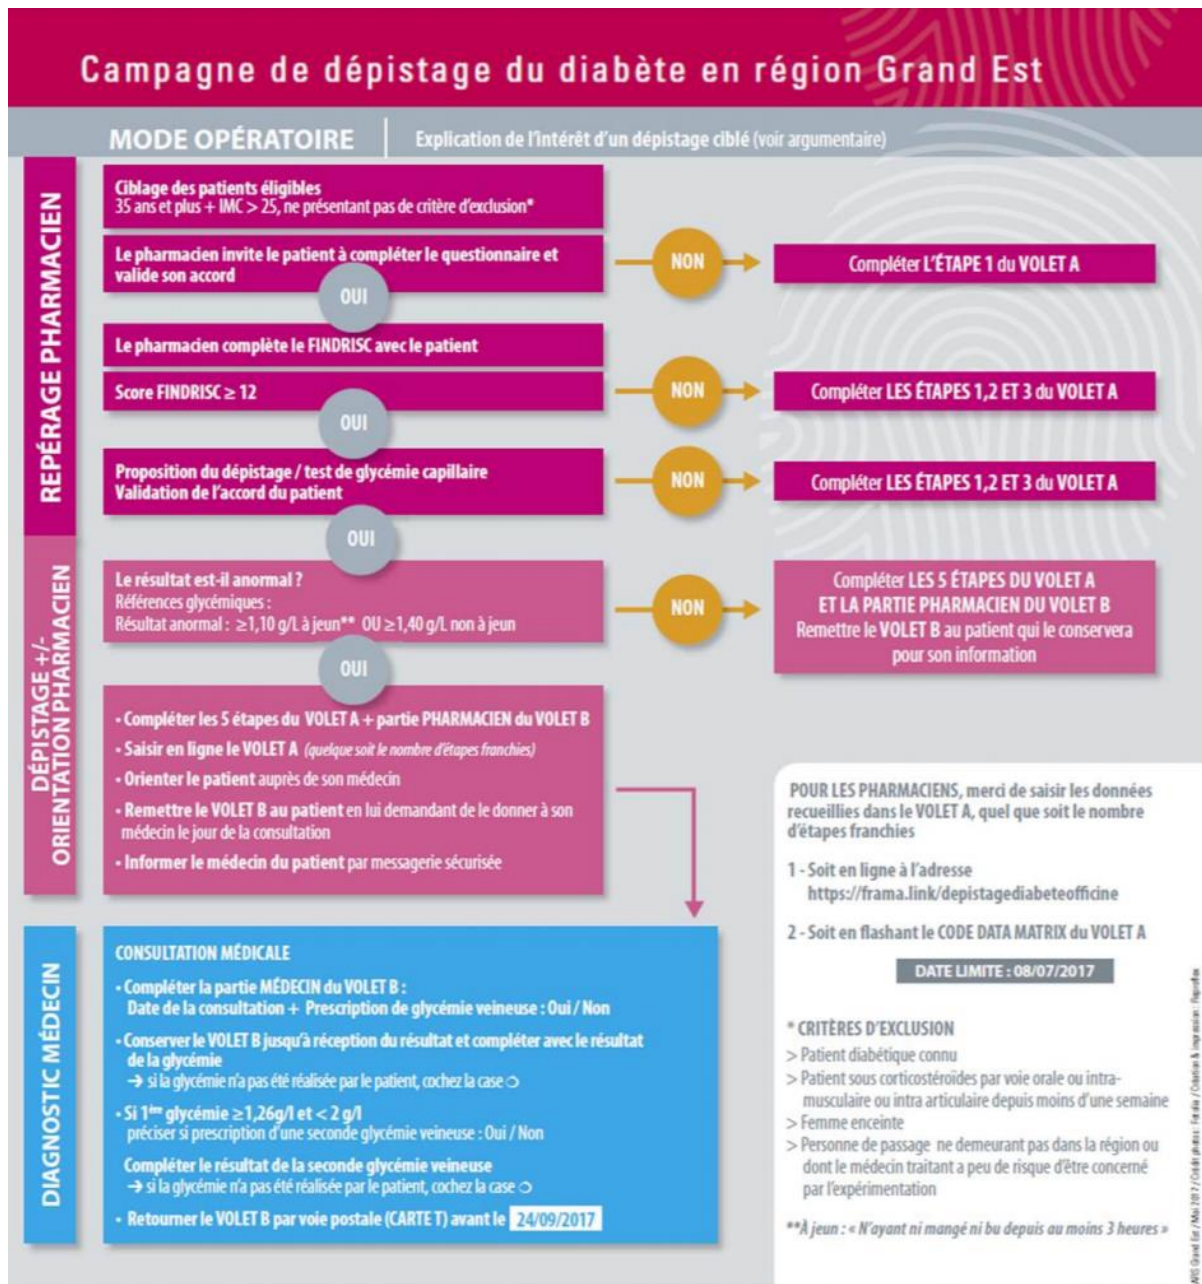 Campagne de dépistage du diabète en région Grand Est
MODE OPÉRATOIRE
Explication de l'intérêt d'un dépistage ciblé (voir argumentaire)
REPÉRAGE PHARMACIEN
Ciblage des patients éligibles
35 ans et plus + IMC > 25, ne présentant pas de critère d'exclusion*
Le pharmacien invite le patient à compléter le questionnaire et
valide son accord
NON
Compléter L'ÉTAPE 1 du VOLET A
OUI
Le pharmacien complète le FINDRISC avec le patient
Score FINDRISC ≥ 12
NON
Compléter LES ÉTAPES 1,2 ET 3 du VOLET A
OUI
Proposition du dépistage / test de glycémie capillaire
Validation de l'accord du patient
NON
Compléter LES ÉTAPES 1,2 ET 3 du VOLET A
OUI
DÉPISTAGE +/-
ORIENTATION PHARMACIEN
Le résultat est-il anormal ?
Références glycémiques :
Résultat anormal : ≥1,10 g/L à jeun** OU ≥1,40 g/L non à jeun
NON
Compléter LES 5 ÉTAPES DU VOLET A
ET LA PARTIE PHARMACIEN DU VOLET B
Remettre le VOLET B au patient qui le conservera
pour son information
OUI
• Compléter les 5 étapes du VOLET A + partie PHARMACIEN du VOLET B
• Saisir en ligne le VOLET A (quelque soit le nombre d'étapes franchies)
• Orienter le patient auprès de son médecin
• Remettre le VOLET B au patient en lui demandant de le donner à son
médecin le jour de la consultation
• Informer le médecin du patient par messagerie sécurisée
DIAGNOSTIC MÉDECIN
CONSULTATION MÉDICALE
• Compléter la partie MÉDECIN du VOLET B :
Date de la consultation + Prescription de glycémie veineuse : Oui / Non
• Conserver le VOLET B jusqu'à réception du résultat et compléter avec le résultat
de la glycémie
→ si la glycémie n'a pas été réalisée par le patient, cochez la case ❍
• Si 1ère glycémie ≥1,26g/l et < 2 g/l
préciser si prescription d'une seconde glycémie veineuse : Oui / Non
Compléter le résultat de la seconde glycémie veineuse
→ si la glycémie n'a pas été réalisée par le patient, cochez la case ❍
• Retourner le VOLET B par voie postale (CARTE T) avant le 24/09/2017
POUR LES PHARMACIENS, merci de saisir les données
recueillies dans le VOLET A, quel que soit le nombre
d'étapes franchies
1 - Soit en ligne à l'adresse
https://frama.link/depistagediabeteofficine
2 - Soit en flashant le CODE DATA MATRIX du VOLET A
DATE LIMITE : 08/07/2017
* CRITÈRES D'EXCLUSION
> Patient diabétique connu
> Patient sous corticostéroïdes par voie orale ou intra-
musculaire ou intra articulaire depuis moins d'une semaine
> Femme enceinte
> Personne de passage ne demeurant pas dans la région ou
dont le médecin traitant a peu de risque d'être concerné
par l'expérimentation
**À jeun : « N'ayant ni mangé ni bu depuis au moins 3 heures »
ARS Grand Est / Mai 2017 / Crédit photos : Fotolia / Création & impression :